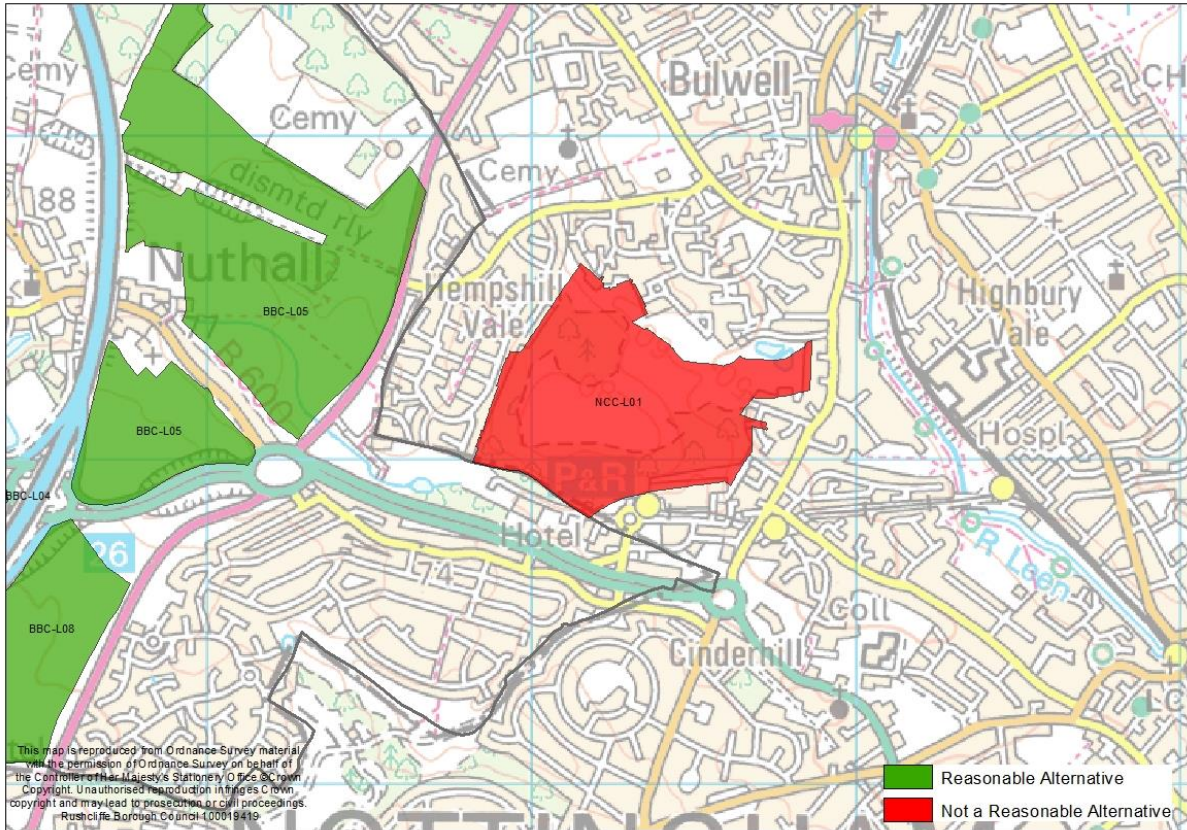 Cemy
Bulwell
CH
Cemy
Cemy
dismtd rly
88
Nuthall
BBC-L05
Hempshill
Vale
Highbury
Vale
77
B 600
NCC-L01
BBC-L05
Hospl
P&R
BBC-L04
Hotel
26
74
R Leen
BBC-L08
Coll
Cinderhill
LC
This map is reproduced from Ordnance Survey material
with the permission of Ordnance Survey on behalf of
the Controller of Her Majesty's Stationery Office © Crown
Copyright. Unauthorised reproduction infringes Crown
copyright and may lead to prosecution or civil proceedings.
Rushcliffe Borough Council 100019419
Reasonable Alternative
Not a Reasonable Alternative
NOTTINGHAM